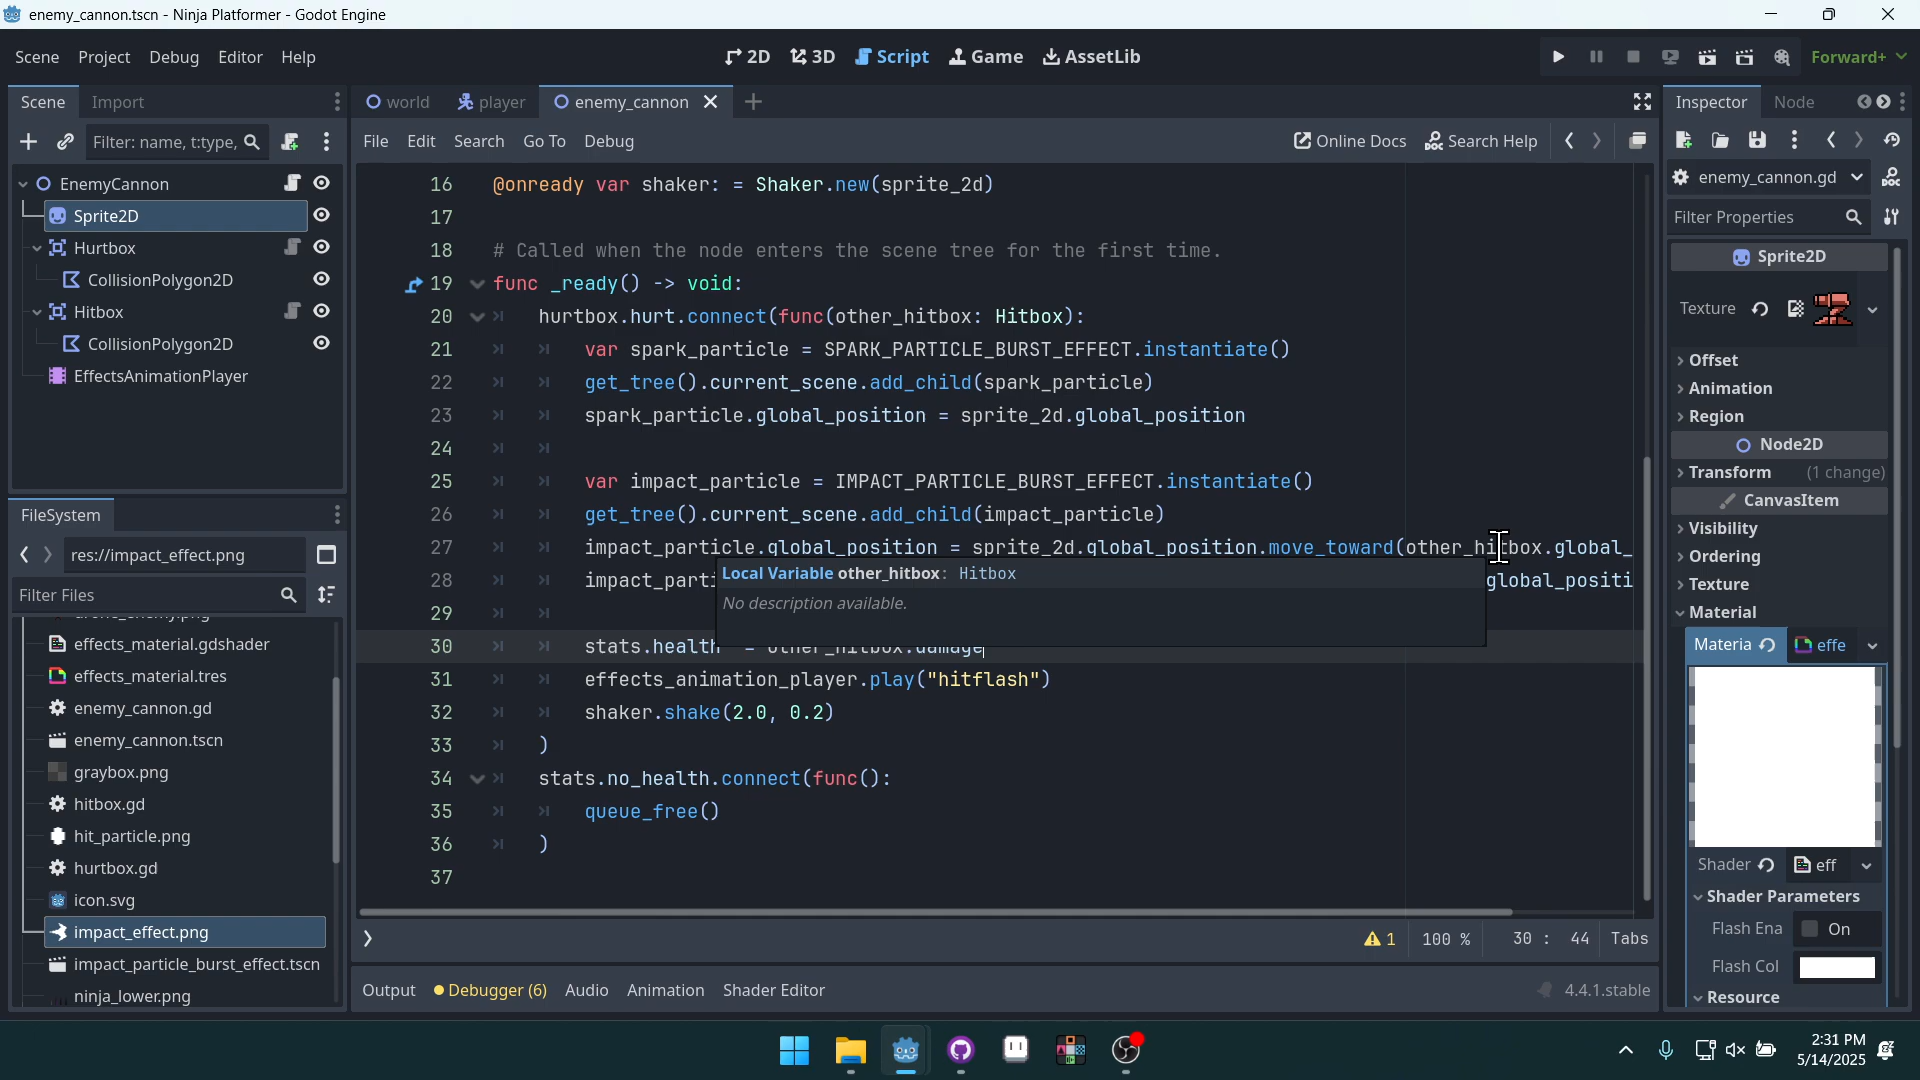 enemy_cannon.tscn - Ninja Platformer - Godot Engine
Scene Project Debug Editor Help
2D 3D Script Game AssetLib
Forward+
Scene Import
world player enemy_cannon
Inspector Node
Filter: name, t:type,
File Edit Search Go To Debug
Online Docs Search Help
enemy_cannon.gd
Filter Properties
EnemyCannon
Sprite2D
Hurtbox
CollisionPolygon2D
Hitbox
CollisionPolygon2D
EffectsAnimationPlayer
FileSystem
res://impact_effect.png
Filter Files
effects_material.gdshader
effects_material.tres
enemy_cannon.gd
enemy_cannon.tscn
graybox.png
hitbox.gd
hit_particle.png
hurtbox.gd
icon.svg
impact_effect.png
impact_particle_burst_effect.tscn
ninja_lower.png
16 @onready var shaker: = Shaker.new(sprite_2d)
17
18 # Called when the node enters the scene tree for the first time.
19 func _ready() -> void:
20 hurtbox.hurt.connect(func(other_hitbox: Hitbox):
21 var spark_particle = SPARK_PARTICLE_BURST_EFFECT.instantiate()
22 get_tree().current_scene.add_child(spark_particle)
23 spark_particle.global_position = sprite_2d.global_position
24
25 var impact_particle = IMPACT_PARTICLE_BURST_EFFECT.instantiate()
26 get_tree().current_scene.add_child(impact_particle)
27 impact_particle.global_position = sprite_2d.global_position.move_toward(other_hitbox.global_
28 impact_parti global_positi
Local Variable other_hitbox: Hitbox
No description available.
29
30 stats.health = other_hitbox.damage
31 effects_animation_player.play("hitflash")
32 shaker.shake(2.0, 0.2)
33 )
34 stats.no_health.connect(func():
35 queue_free()
36 )
37
1 100 % 30 : 44 Tabs
Output Debugger (6) Audio Animation Shader Editor
4.4.1.stable
Sprite2D
Texture
Offset
Animation
Region
Node2D
Transform (1 change)
CanvasItem
Visibility
Ordering
Texture
Material
Materia effe
Shader eff
Shader Parameters
Flash Ena On
Flash Col
Resource
2:31 PM
5/14/2025